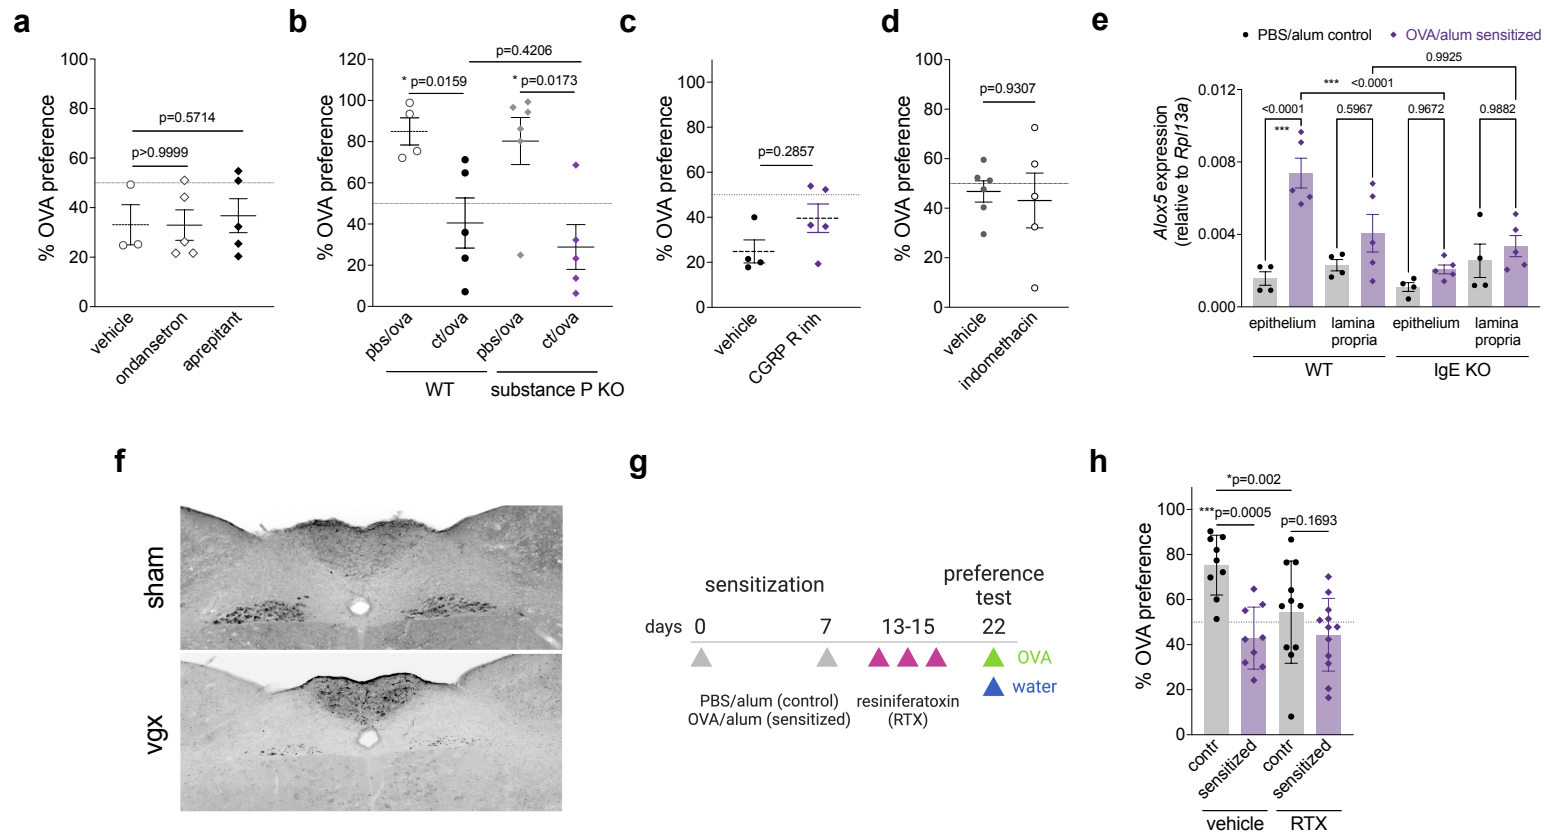 a
% OVA preference
100
80
60
40
20
0
p=0.5714
p>0.9999
vehicle
ondansetron
aprepitant
b
% OVA preference
120
100
80
60
40
20
0
p=0.4206
* p=0.0159
* p=0.0173
pbs/ova
ct/ova
pbs/ova
ct/ova
WT
substance P KO
c
% OVA preference
100
80
60
40
20
0
p=0.2857
vehicle
CGRP R inh
d
% OVA preference
100
80
60
40
20
0
p=0.9307
vehicle
indomethacin
e
PBS/alum control
OVA/alum sensitized
Alox5 expression
(relative to Rpl13a)
0.012
0.008
0.004
0.000
0.9925
*** <0.0001
<0.0001
***
0.5967
0.9672
0.9882
epithelium
lamina
propria
epithelium
lamina
propria
WT
IgE KO
f
sham
vgx
g
sensitization
preference
test
days 0 7 13-15 22
OVA
water
PBS/alum (control)
OVA/alum (sensitized)
resiniferatoxin
(RTX)
h
% OVA preference
100
80
60
40
20
0
*p=0.002
***p=0.0005
p=0.1693
contr
sensitized
contr
sensitized
vehicle
RTX